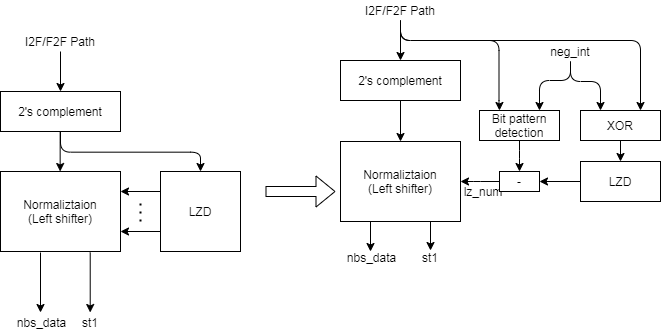 I2F/F2F Path
2's complement
Normaliztaion
(Left shifter)
LZD
nbs_data
st1
I2F/F2F Path
neg_int
2's complement
Bit pattern
detection
XOR
Normaliztaion
(Left shifter)
lz_num
-
LZD
nbs_data
st1